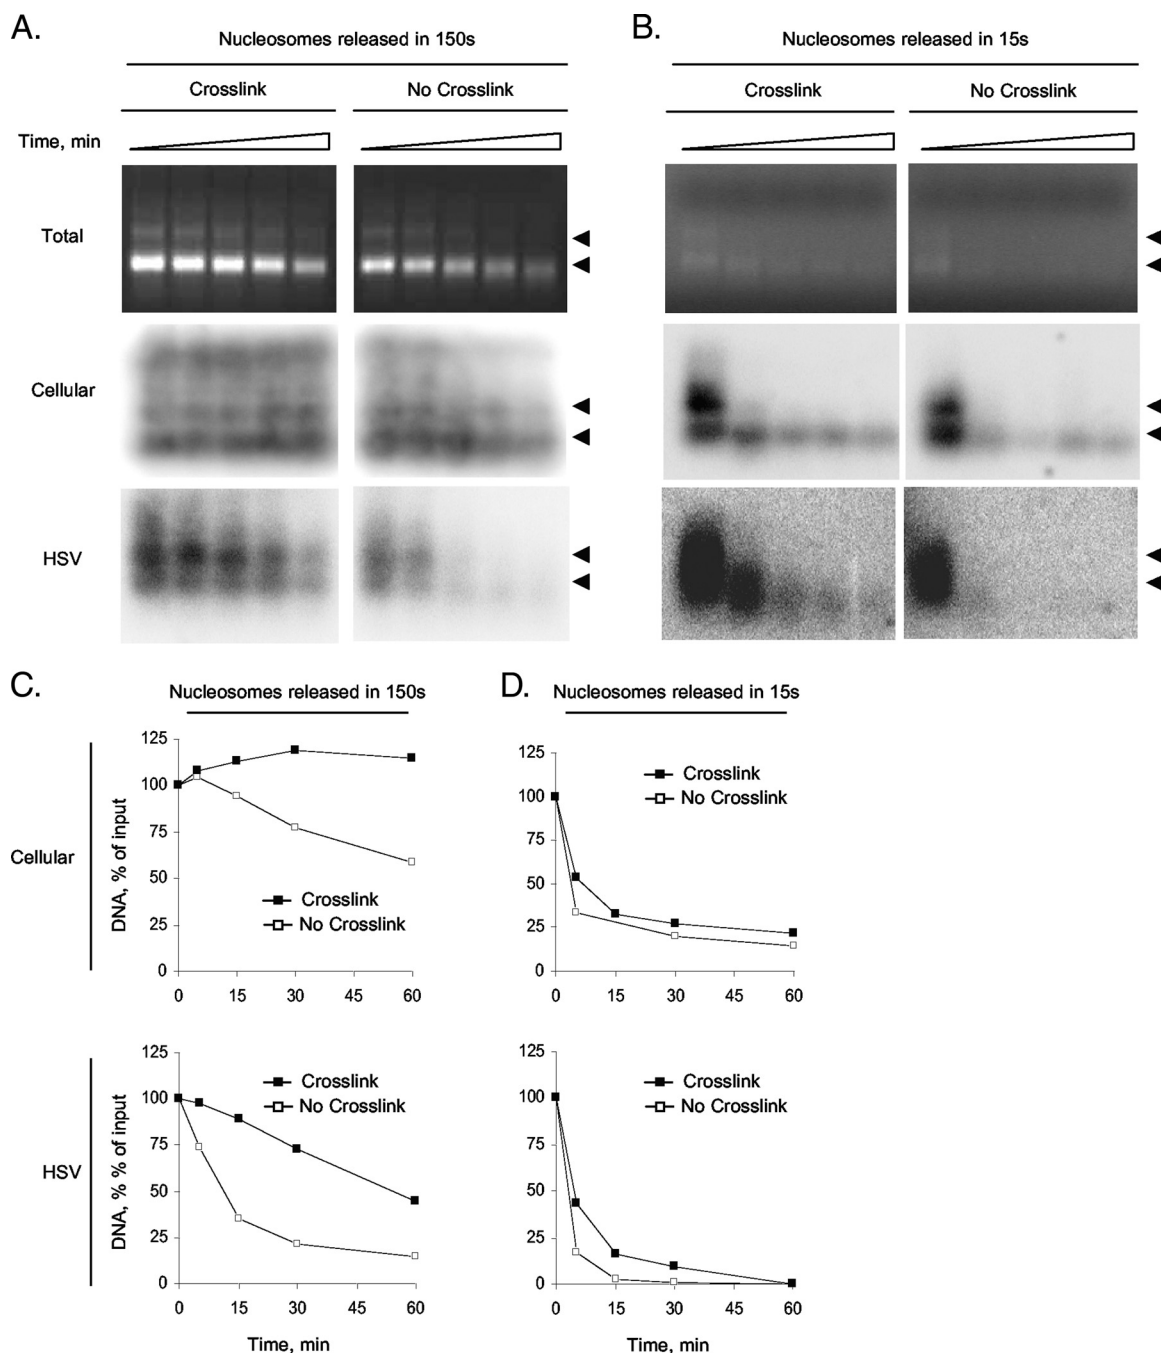 A.
Nucleosomes released in 150s
Crosslink No Crosslink
Time, min
Total
Cellular
HSV
B.
Nucleosomes released in 15s
Crosslink No Crosslink
C.
Nucleosomes released in 150s
Cellular
DNA, % of input
125
100
75
50
25
0
Crosslink
No Crosslink
0 15 30 45 60
HSV
DNA, % % of input
125
100
75
50
25
0
Crosslink
No Crosslink
0 15 30 45 60
Time, min
D.
Nucleosomes released in 15s
125
100
75
50
25
0
Crosslink
No Crosslink
0 15 30 45 60
125
100
75
50
25
0
Crosslink
No Crosslink
0 15 30 45 60
Time, min